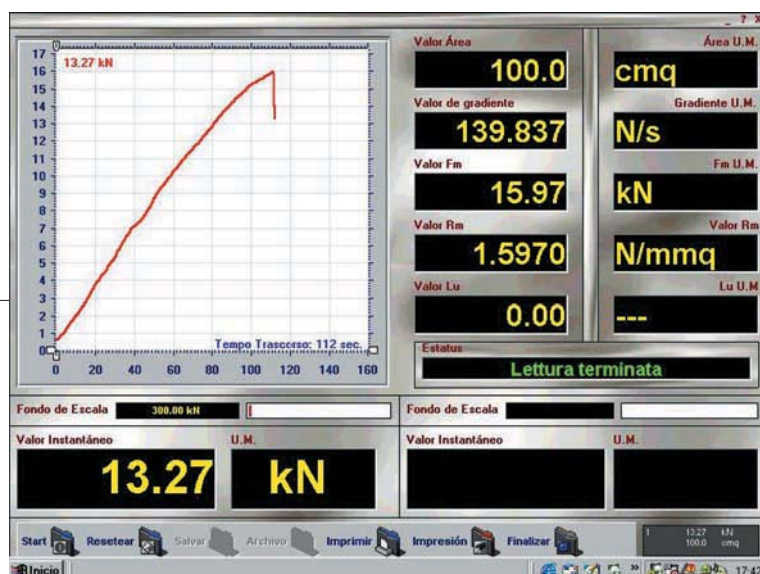 _ ? X
17
16
15
14
13
12
11
10
9
8
7
6
5
4
3
2
1
0
13.27 kN
Tempo Trascorso: 112 sec.
0 20 40 60 80 100 120 140 160
Valor Área
100.0
Área U.M.
cmq
Valor de gradiente
139.837
Gradiente U.M.
N/s
Valor Fm
15.97
Fm U.M.
kN
Valor Rm
1.5970
Valor Rm
N/mmq
Valor Lu
0.00
Lu U.M
---
Estatus
Lettura terminata
Fondo de Escala 300.00 kN
Fondo de Escala
Valor Instantáneo U.M.
13.27 kN
Valor Instantáneo U.M.
Start Resetear Salvar Archivo Imprimir Impresión Finalizar
1 13.27 kN
100.0 cmq
Inicio
» 17:42